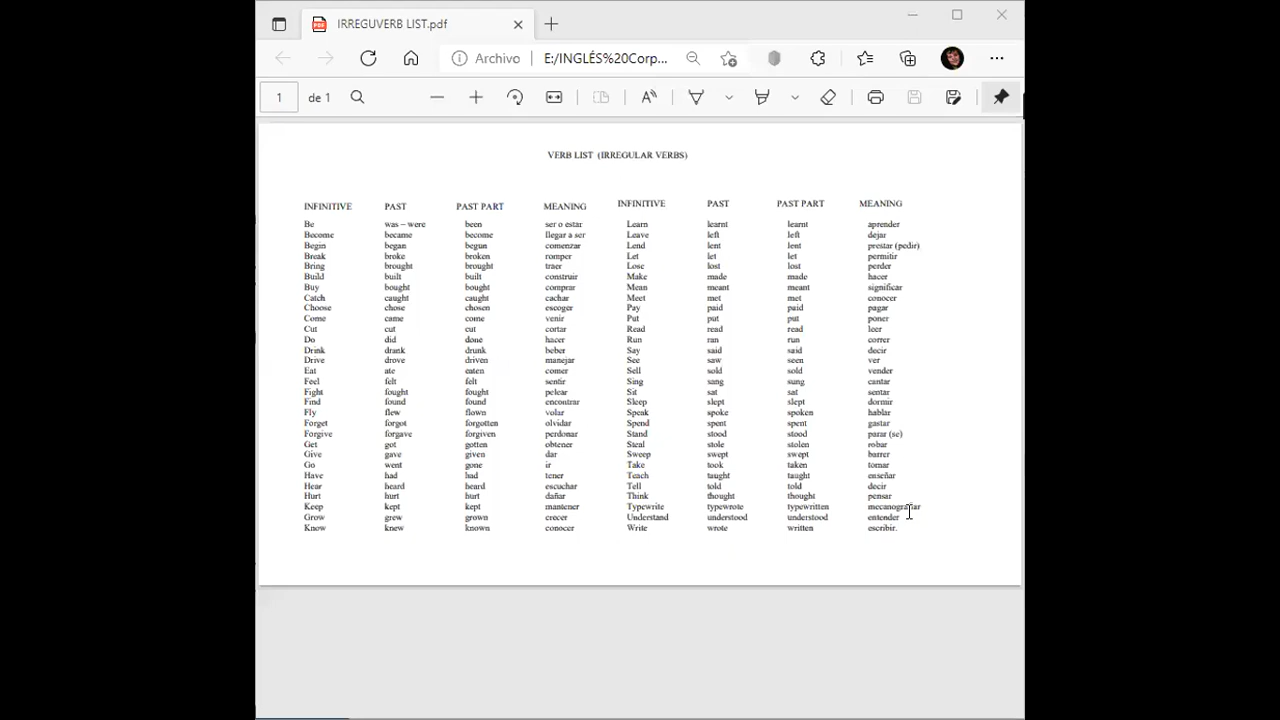 IRREGUVERB LIST.pdf
Archivo E:/INGLÉS%20Corp...
1 de 1
VERB LIST (IRREGULAR VERBS)
INFINITIVE PAST PAST PART MEANING INFINITIVE PAST PAST PART MEANING
Be was – were been ser o estar Learn learnt learnt aprender
Become became become llegar a ser Leave left left dejar
Begin began begun comenzar Lend lent lent prestar (pedir)
Break broke broken romper Let let let permitir
Bring brought brought traer Lose lost lost perder
Build built built construir Make made made hacer
Buy bought bought comprar Mean meant meant significar
Catch caught caught cachar Meet met met conocer
Choose chose chosen escoger Pay paid paid pagar
Come came come venir Put put put poner
Cut cut cut cortar Read read read leer
Do did done hacer Run ran run correr
Drink drank drunk beber Say said said decir
Drive drove driven manejar See saw seen ver
Eat ate eaten comer Sell sold sold vender
Feel felt felt sentir Sing sang sung cantar
Fight fought fought pelear Sit sat sat sentar
Find found found encontrar Sleep slept slept dormir
Fly flew flown volar Speak spoke spoken hablar
Forget forgot forgotten olvidar Spend spent spent gastar
Forgive forgave forgiven perdonar Stand stood stood parar (se)
Get got gotten obtener Steal stole stolen robar
Give gave given dar Sweep swept swept barrer
Go went gone ir Take took taken tomar
Have had had tener Teach taught taught enseñar
Hear heard heard escuchar Tell told told decir
Hurt hurt hurt dañar Think thought thought pensar
Keep kept kept mantener Typewrite typewrote typewritten mecanografiar
Grow grew grown crecer Understand understood understood entender
Know knew known conocer Write wrote written escribir.